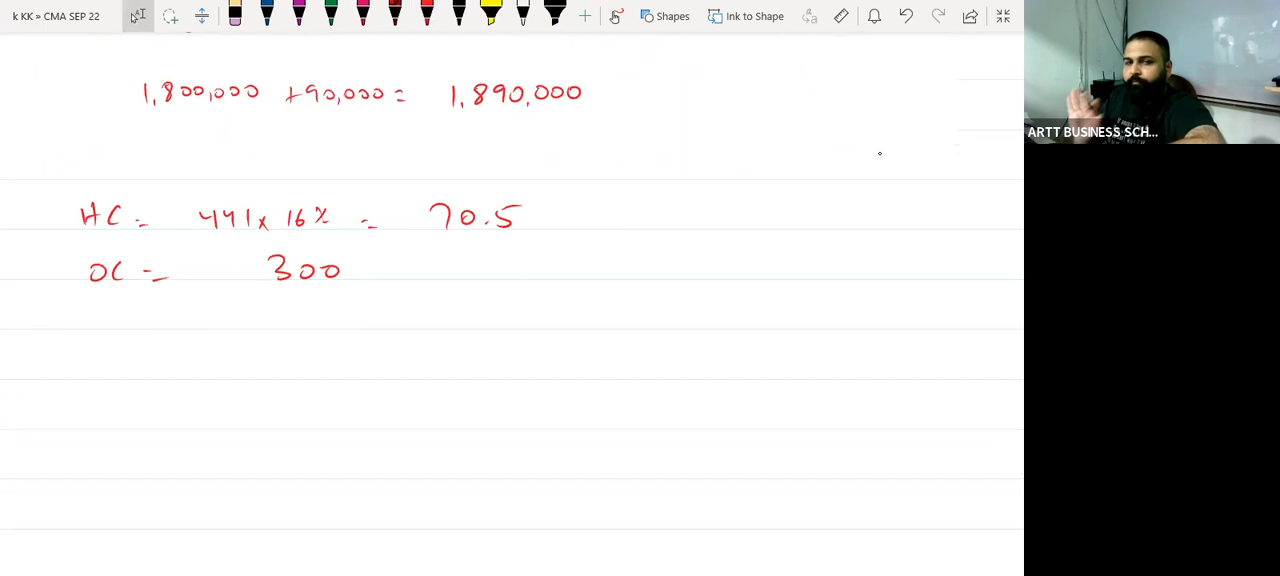 k KK » CMA SEP 22
Shapes
Ink to Shape
1,800,000 +90,000 = 1,890,000
ARTT BUSINESS SCH...
HC = 441 x 16% = 70.5
OC = 300